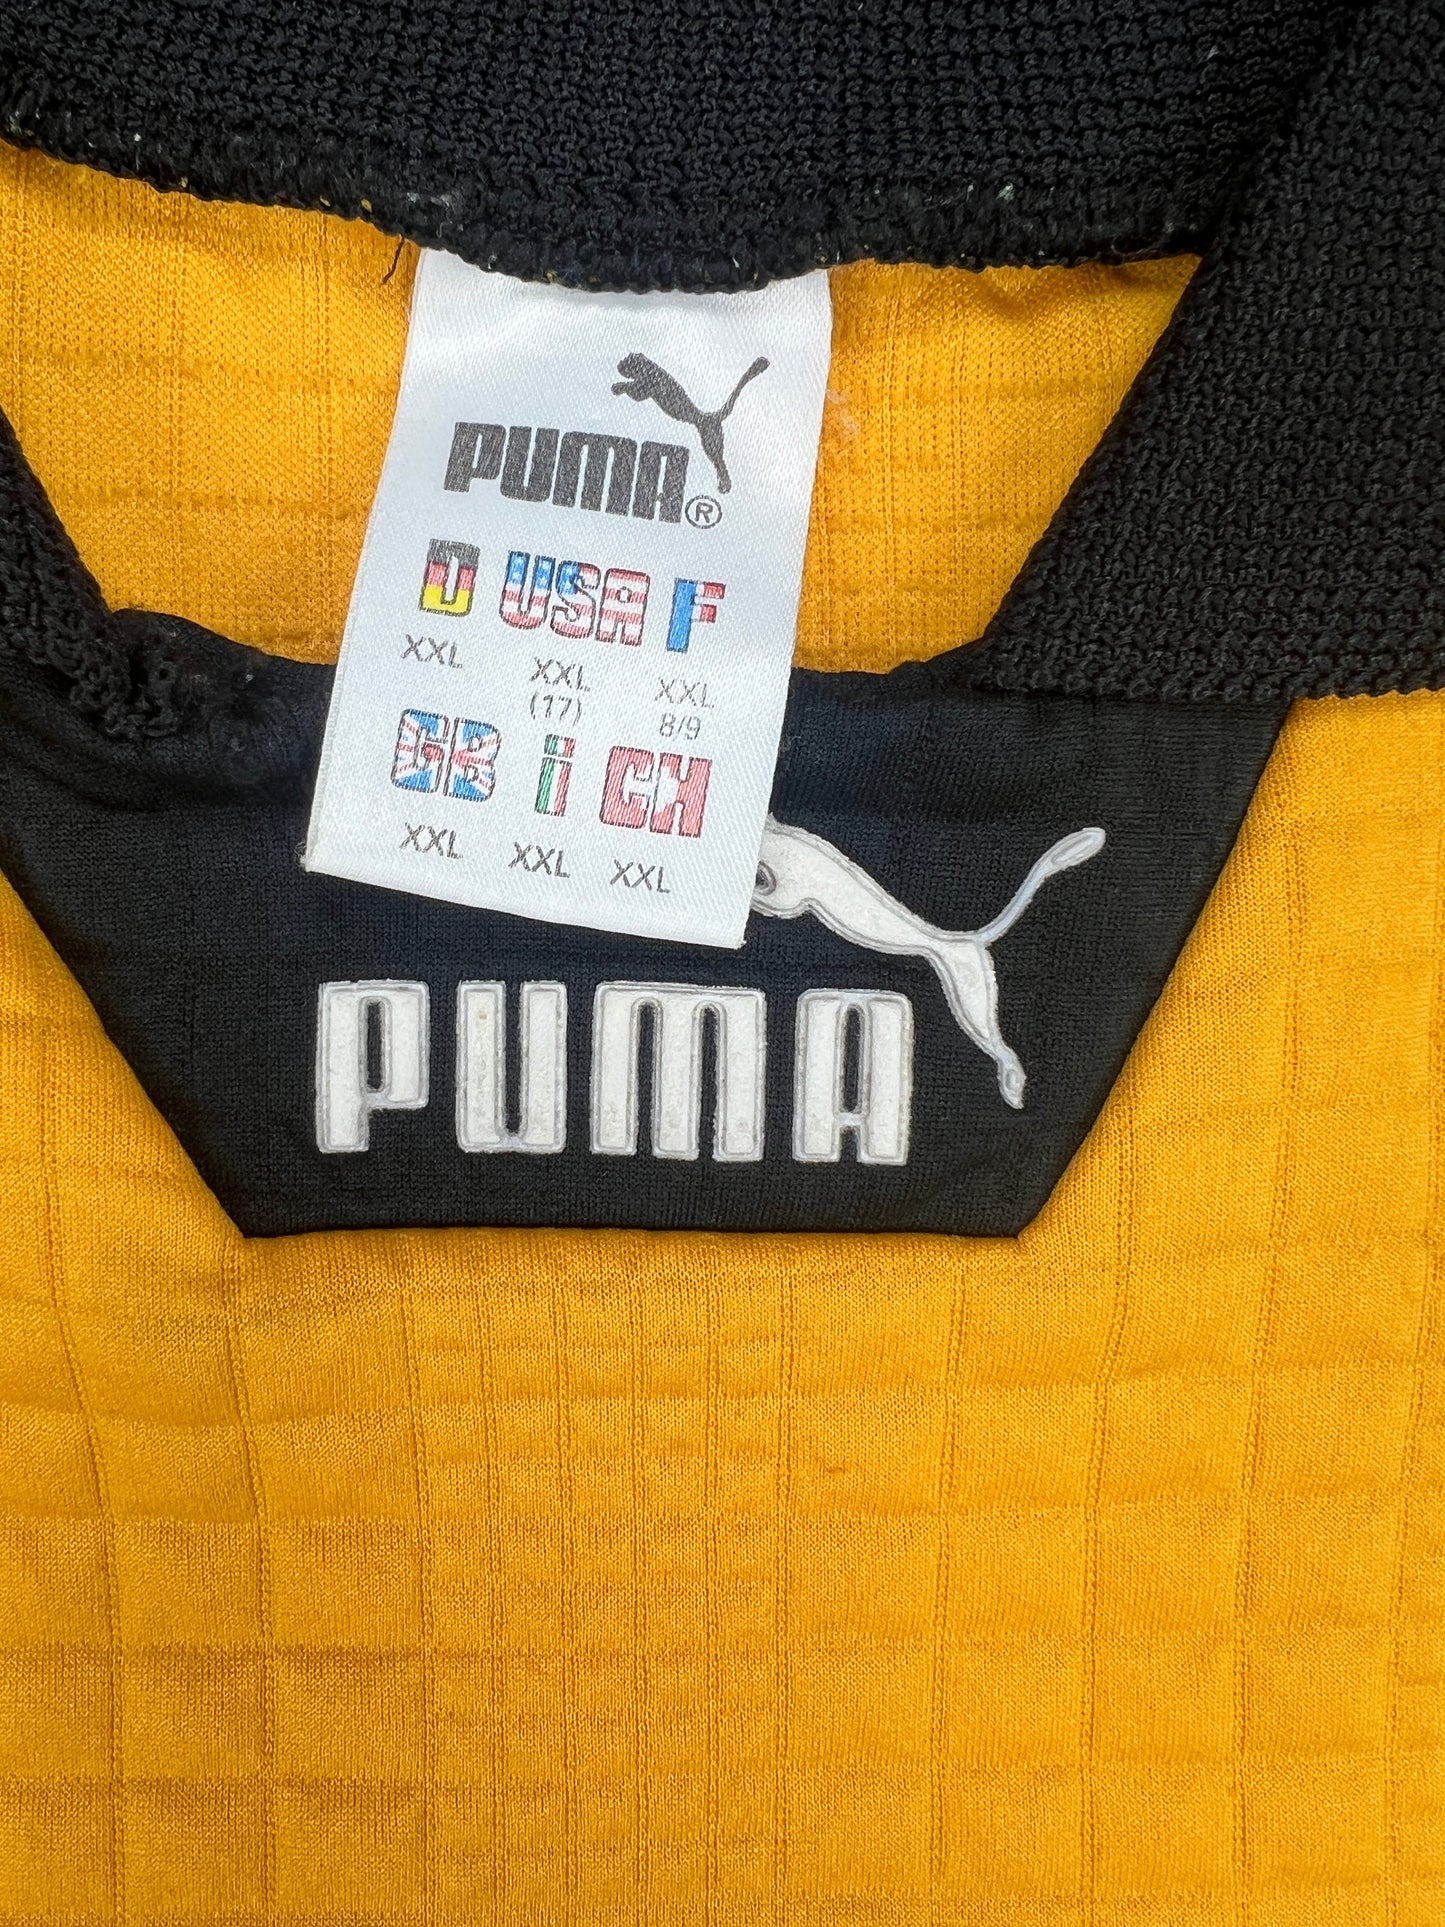 PUMA®
D USA F
XXL XXL XXL
(17) 8/9
GB i CH
XXL XXL XXL
PUMA